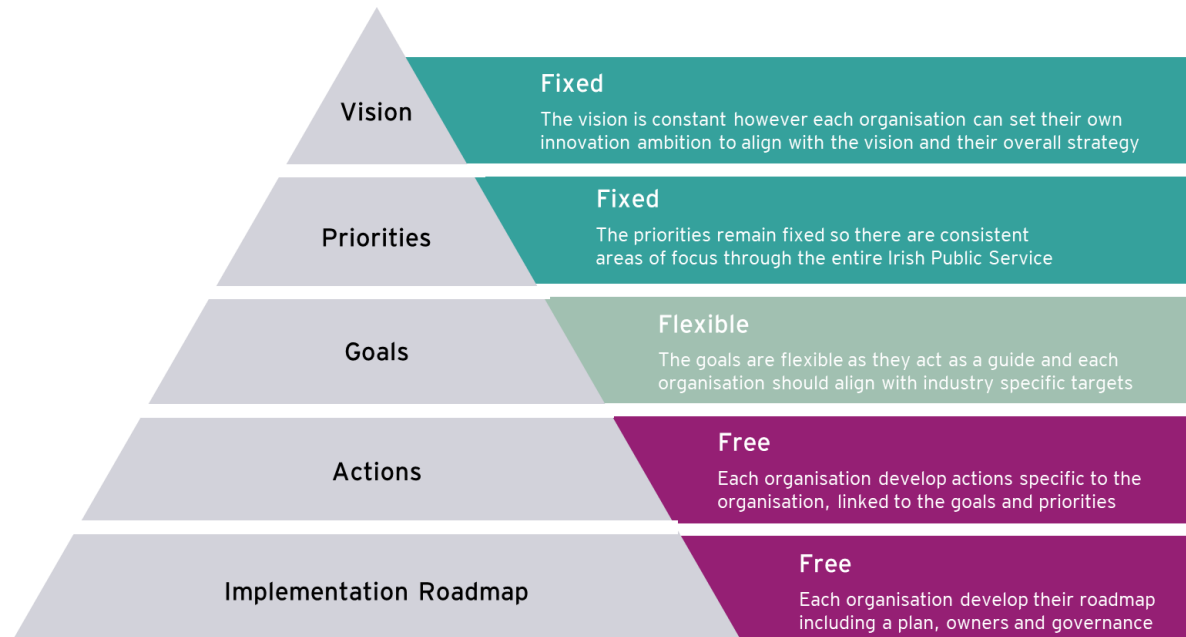 Vision
Fixed
The vision is constant however each organisation can set their own
innovation ambition to align with the vision and their overall strategy
Priorities
Fixed
The priorities remain fixed so there are consistent
areas of focus through the entire Irish Public Service
Goals
Flexible
The goals are flexible as they act as a guide and each
organisation should align with industry specific targets
Actions
Free
Each organisation develop actions specific to the
organisation, linked to the goals and priorities
Implementation Roadmap
Free
Each organisation develop their roadmap
including a plan, owners and governance